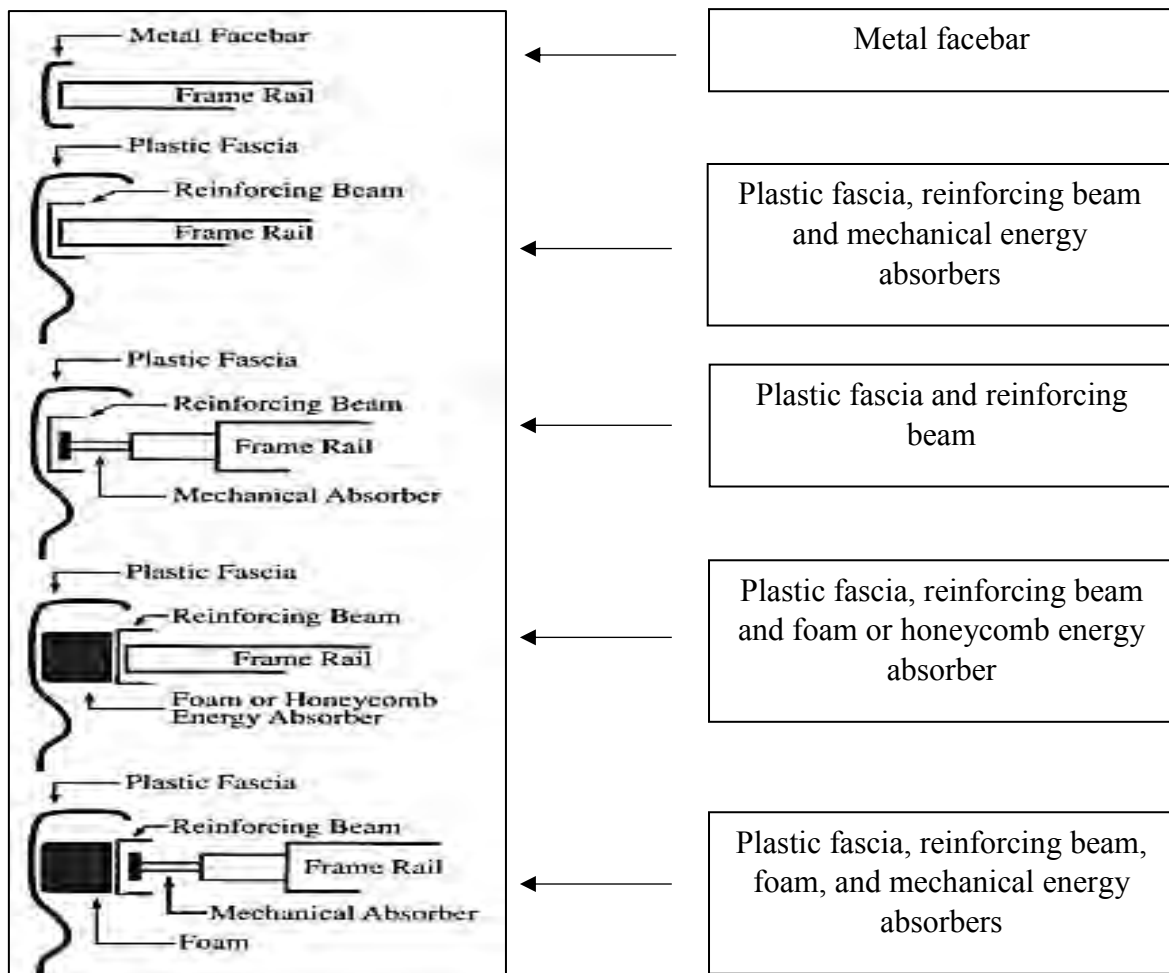 Metal Facebar
Frame Rail
Plastic Fascia
Reinforcing Beam
Frame Rail
Plastic Fascia
Reinforcing Beam
Frame Rail
Mechanical Absorber
Plastic Fascia
Reinforcing Beam
Frame Rail
Foam or Honeycomb
Energy Absorber
Plastic Fascia
Reinforcing Beam
Frame Rail
Mechanical Absorber
Foam
Metal facebar
Plastic fascia, reinforcing beam
and mechanical energy
absorbers
Plastic fascia and reinforcing
beam
Plastic fascia, reinforcing beam
and foam or honeycomb energy
absorber
Plastic fascia, reinforcing beam,
foam, and mechanical energy
absorbers